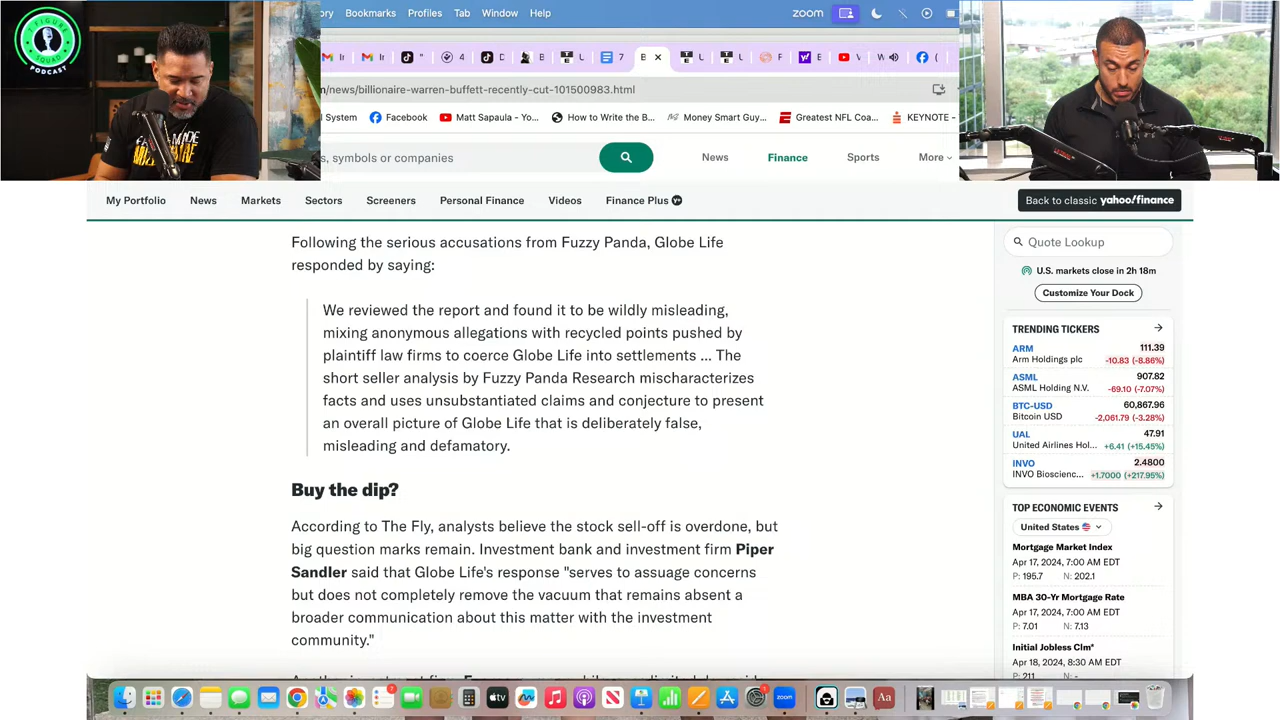 7 FIGURE
SQUAD
PODCAST
ory Bookmarks Profiles Tab Window Help
zoom
/news/billionaire-warren-buffett-recently-cut-101500983.html
System Facebook Matt Sapaula - Yo... How to Write the B... Money Smart Guy... Greatest NFL Coa... KEYNOTE -
s, symbols or companies
News Finance Sports More
My Portfolio News Markets Sectors Screeners Personal Finance Videos Finance Plus
Back to classic yahoo!finance
Following the serious accusations from Fuzzy Panda, Globe Life
responded by saying:
We reviewed the report and found it to be wildly misleading,
mixing anonymous allegations with recycled points pushed by
plaintiff law firms to coerce Globe Life into settlements ... The
short seller analysis by Fuzzy Panda Research mischaracterizes
facts and uses unsubstantiated claims and conjecture to present
an overall picture of Globe Life that is deliberately false,
misleading and defamatory.
Buy the dip?
According to The Fly, analysts believe the stock sell-off is overdone, but
big question marks remain. Investment bank and investment firm Piper
Sandler said that Globe Life's response "serves to assuage concerns
but does not completely remove the vacuum that remains absent a
broader communication about this matter with the investment
community."
Quote Lookup
U.S. markets close in 2h 18m
Customize Your Dock
TRENDING TICKERS
ARM 111.39
Arm Holdings plc -10.83 (-8.86%)
ASML 907.82
ASML Holding N.V. -69.10 (-7.07%)
BTC-USD 60,867.96
Bitcoin USD -2,061.79 (-3.28%)
UAL 47.91
United Airlines Hol... +6.41 (+15.45%)
INVO 2.4800
INVO Bioscienc... +1.7000 (+217.95%)
TOP ECONOMIC EVENTS
United States
Mortgage Market Index
Apr 17, 2024, 7:00 AM EDT
P: 195.7 N: 202.1
MBA 30-Yr Mortgage Rate
Apr 17, 2024, 7:00 AM EDT
P: 7.01 N: 7.13
Initial Jobless Clm*
Apr 18, 2024, 8:30 AM EDT
P: 211